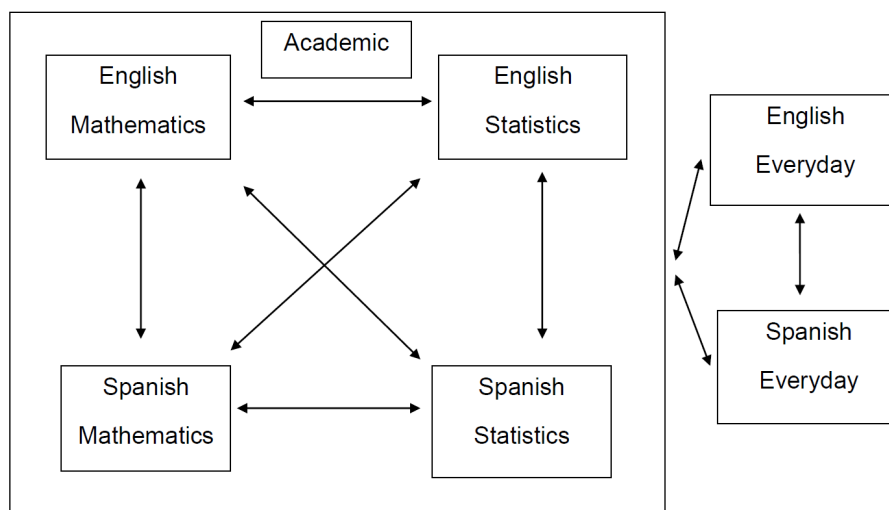 Academic
English
Mathematics
English
Statistics
English
Everyday
Spanish
Mathematics
Spanish
Statistics
Spanish
Everyday